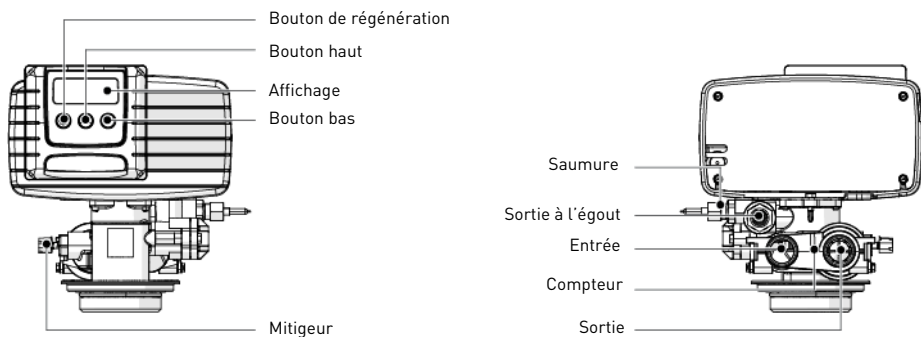 Bouton de régénération
Bouton haut
Affichage
Bouton bas
Mitigeur
Saumure
Sortie à l'égout
Entrée
Compteur
Sortie